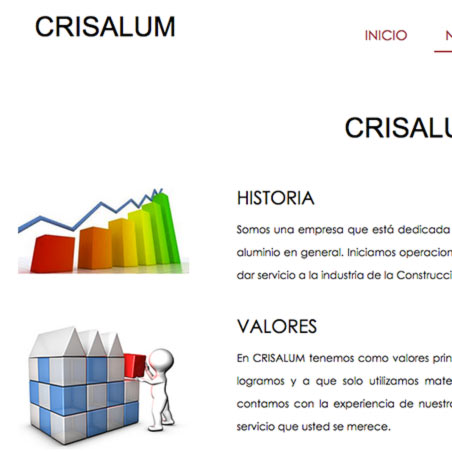 CRISALUM
INICIO
CRISALU
HISTORIA
Somos una empresa que está dedicada
aluminio en general. Iniciamos operacion
dar servicio a la industria de la Construcci
VALORES
En CRISALUM tenemos como valores prin
logramos y a que solo utilizamos mate
contamos con la experiencia de nuestr
servicio que usted se merece.